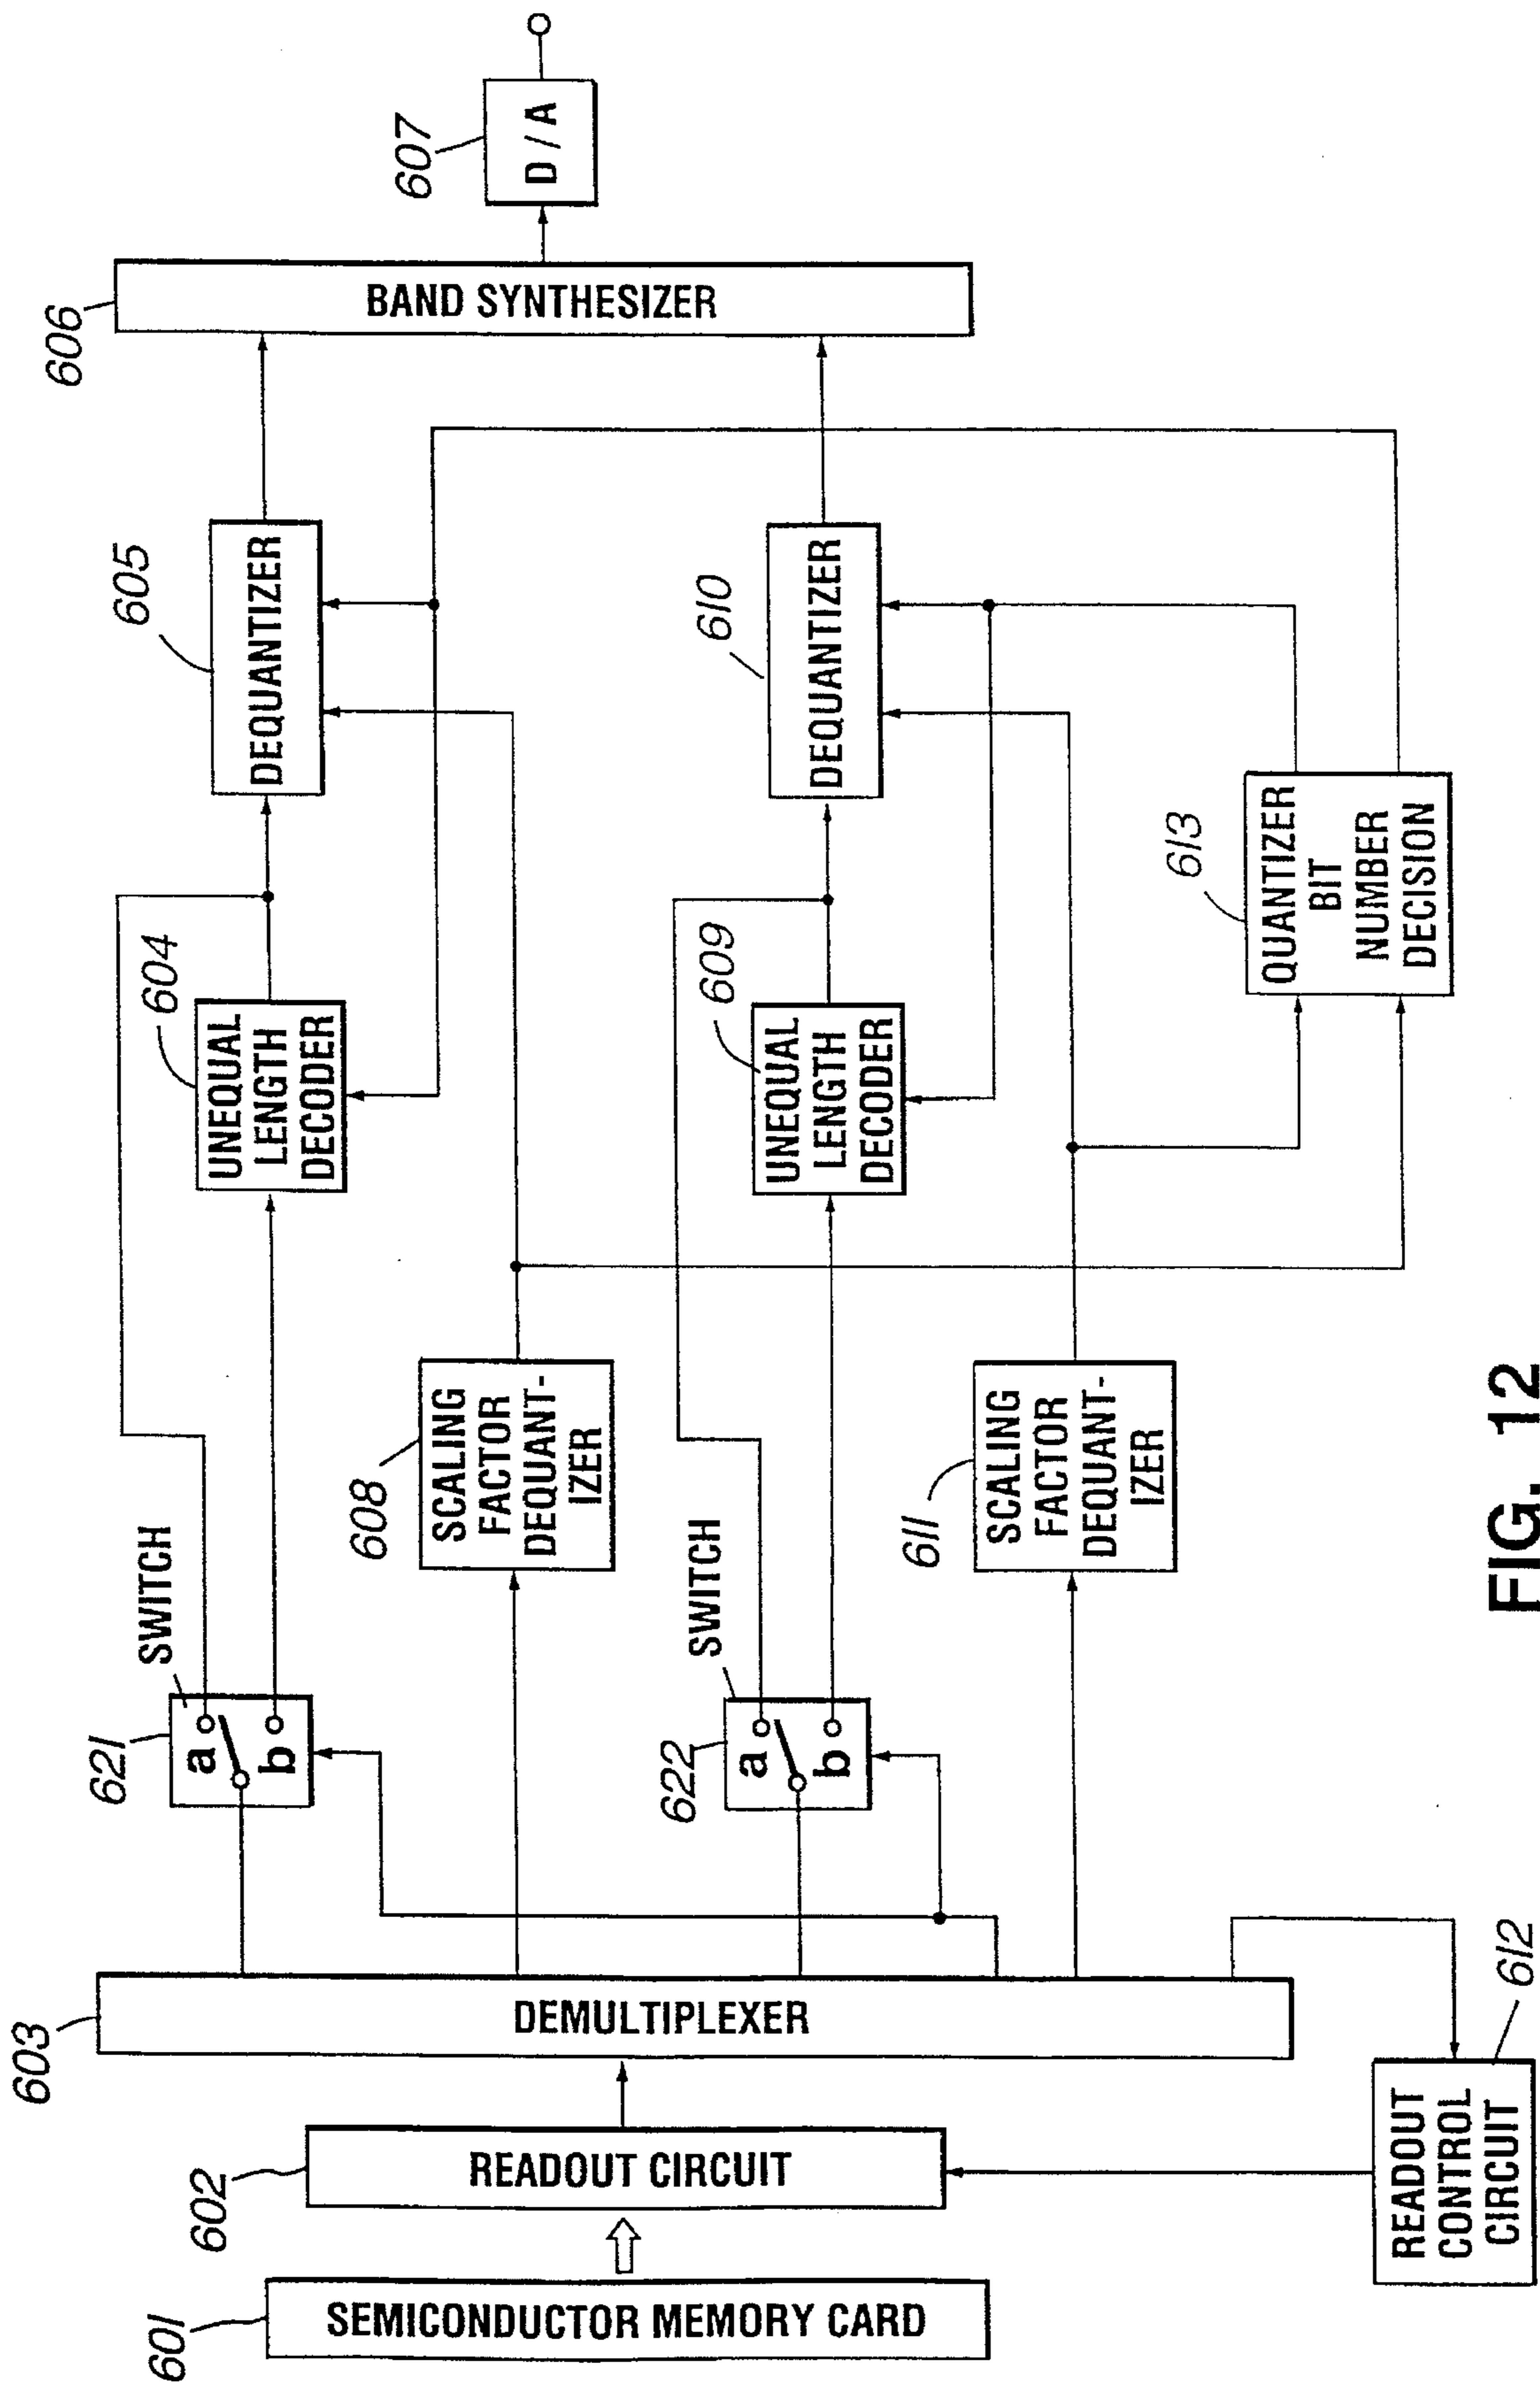 601
SEMICONDUCTOR MEMORY CARD
602
READOUT CIRCUIT
603
DEMULTIPLEXER
612
READOUT
CONTROL
CIRCUIT
621
SWITCH
a
b
622
SWITCH
a
b
608
SCALING
FACTOR
DEQUANT-
IZER
611
SCALING
FACTOR
DEQUANT-
IZER
604
UNEQUAL
LENGTH
DECODER
609
UNEQUAL
LENGTH
DECODER
605
DEQUANTIZER
610
DEQUANTIZER
613
QUANTIZER
BIT
NUMBER
DECISION
606
BAND SYNTHESIZER
607
D / A
FIG. 12